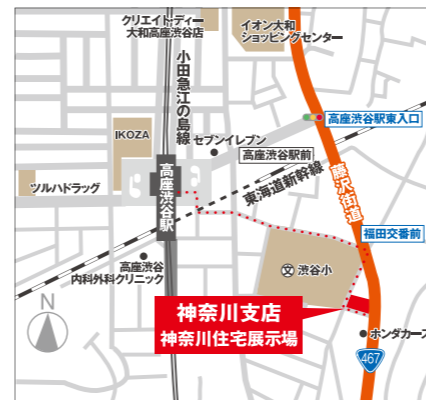 クリエイト・ディー
大和高座渋谷店
イオン大和
ショッピングセンター
小田急江の島線
高座渋谷駅東入口
IKOZA
セブンイレブン
高座渋谷駅前
ツルハドラッグ
高座渋谷駅
東海道新幹線
藤沢街道
福田交番前
高座渋谷
内科外科クリニック
文
渋谷小
N
神奈川支店
神奈川住宅展示場
ホンダカーズ
467